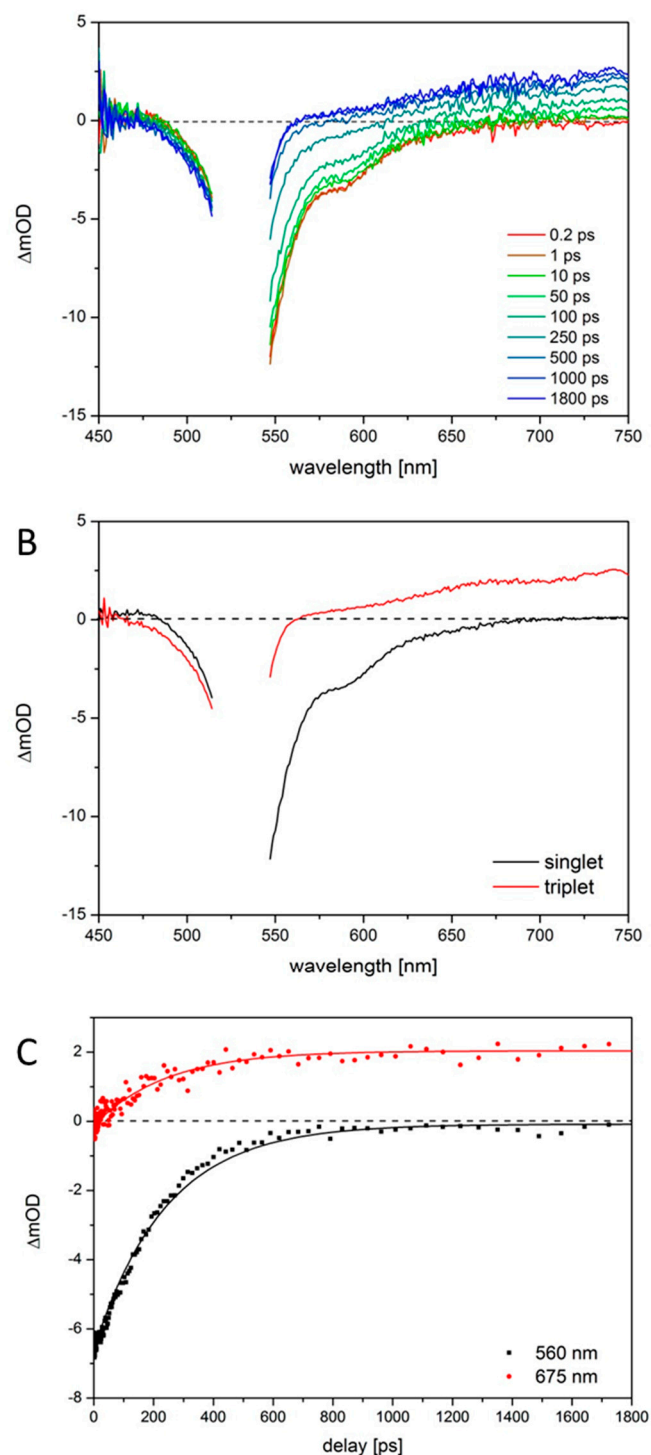 5
0
-5
-10
-15
ΔmOD
0.2 ps
1 ps
10 ps
50 ps
100 ps
250 ps
500 ps
1000 ps
1800 ps
450 500 550 600 650 700 750
wavelength [nm]
B
5
0
-5
-10
-15
ΔmOD
singlet
triplet
450 500 550 600 650 700 750
wavelength [nm]
C
2
0
-2
-4
-6
-8
ΔmOD
560 nm
675 nm
0 200 400 600 800 1000 1200 1400 1600 1800
delay [ps]